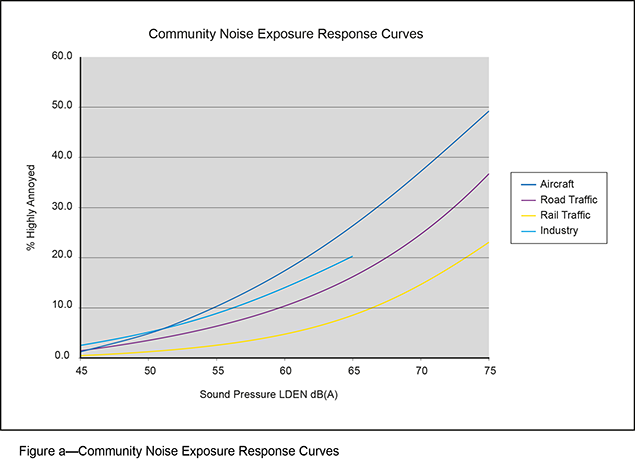 Community Noise Exposure Response Curves
60.0
50.0
40.0
30.0
20.0
10.0
0.0
% Highly Annoyed
45 50 55 60 65 70 75
Sound Pressure LDEN dB(A)
Aircraft
Road Traffic
Rail Traffic
Industry
Figure a—Community Noise Exposure Response Curves